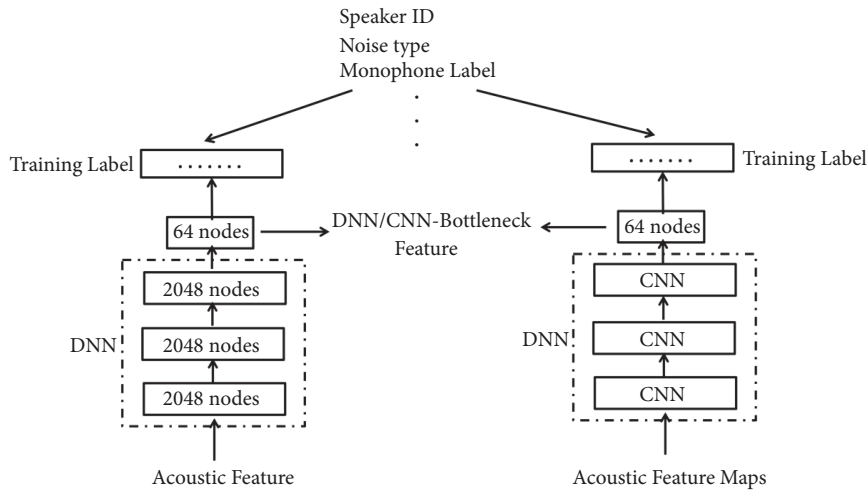 Speaker ID
Noise type
Monophone Label
.
.
.
Training Label
.......
.......
Training Label
64 nodes
DNN/CNN-Bottleneck
Feature
64 nodes
DNN
2048 nodes
2048 nodes
2048 nodes
DNN
CNN
CNN
CNN
Acoustic Feature
Acoustic Feature Maps